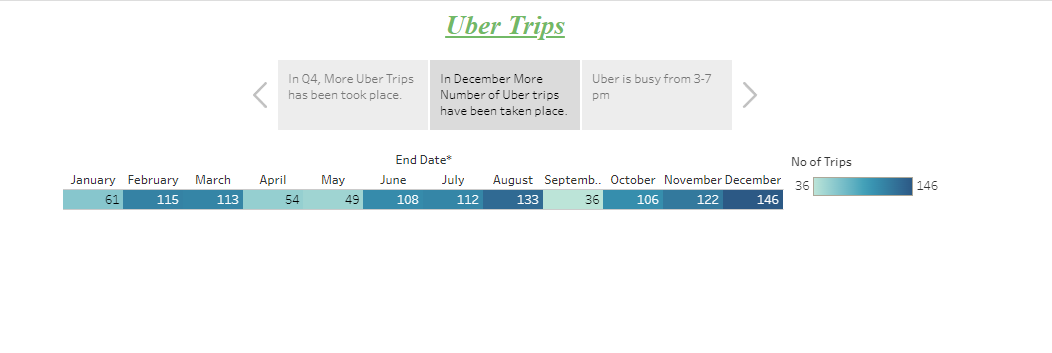 Uber Trips
In Q4, More Uber Trips
has been took place.
In December More
Number of Uber trips
have been taken place.
Uber is busy from 3-7
pm
End Date*
January February March April May June July August Septemb.. October November December
61 115 113 54 49 108 112 133 36 106 122 146
No of Trips
36 146